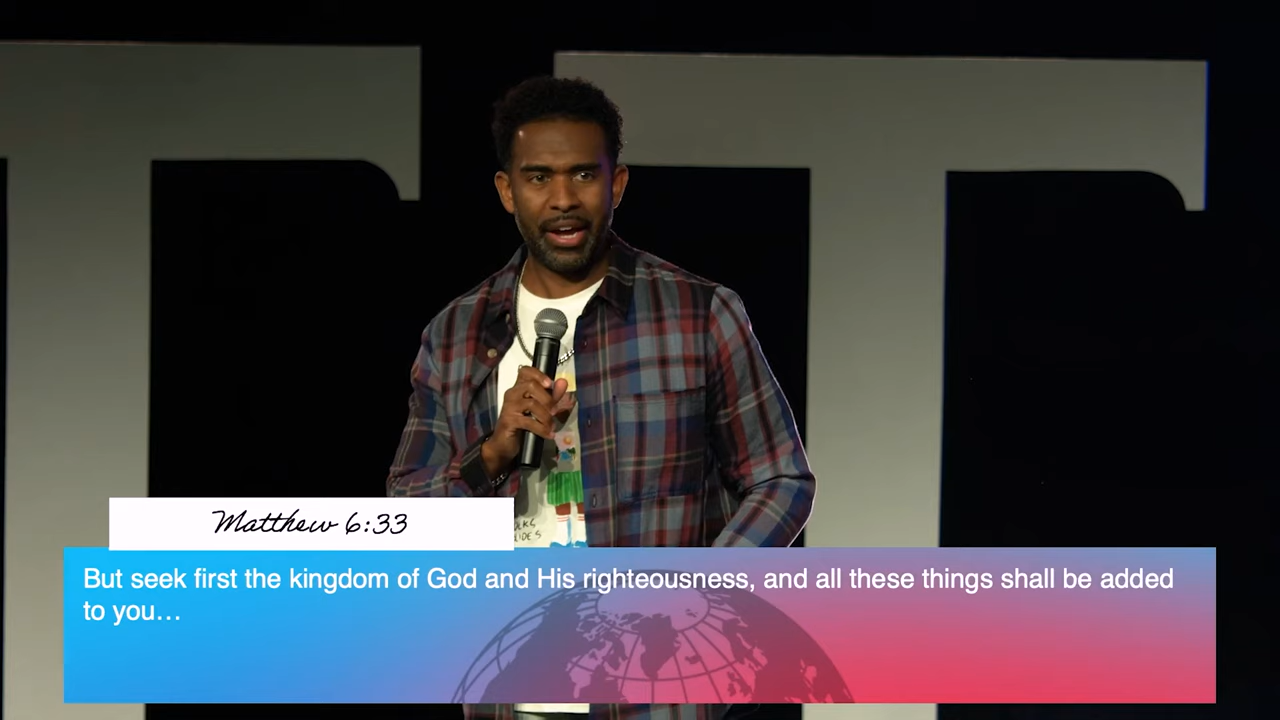 TT
Matthew 6:33
But seek first the kingdom of God and His righteousness, and all these things shall be added
to you…